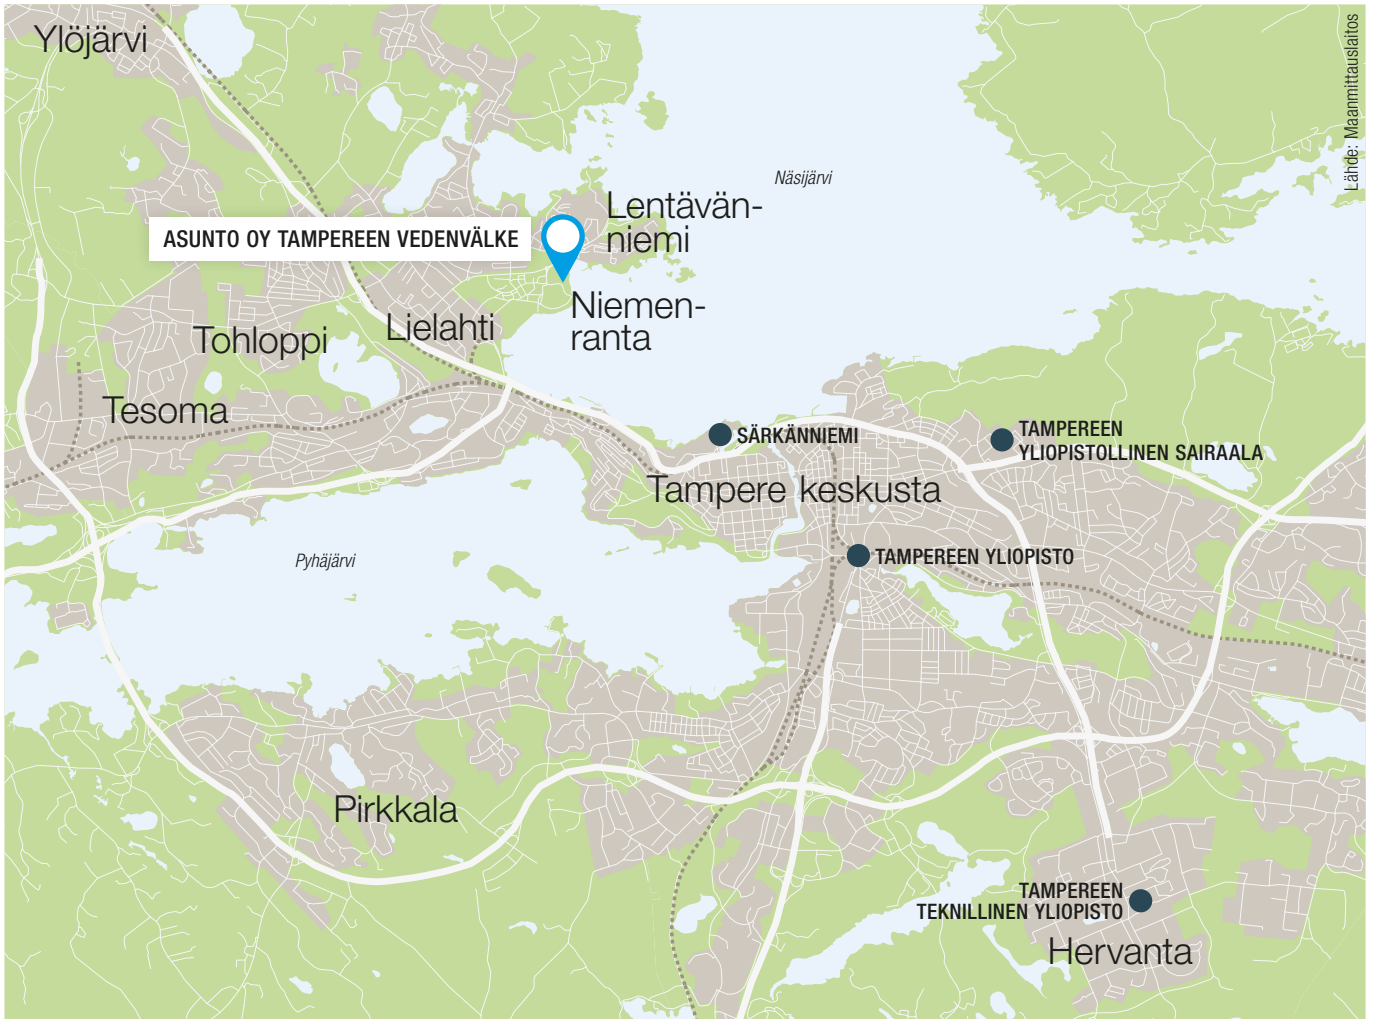 Ylöjärvi
Lähde: Maanmittauslaitos
Näsijärvi
Lentävän-
niemi
ASUNTO OY TAMPEREEN VEDENVÄLKE
Niemen-
ranta
Lielahti
Tohloppi
Tesoma
SÄRKÄNNIEMI
TAMPEREEN
YLIOPISTOLLINEN SAIRAALA
Tampere keskusta
Pyhäjärvi
TAMPEREEN YLIOPISTO
Pirkkala
TAMPEREEN
TEKNILLINEN YLIOPISTO
Hervanta